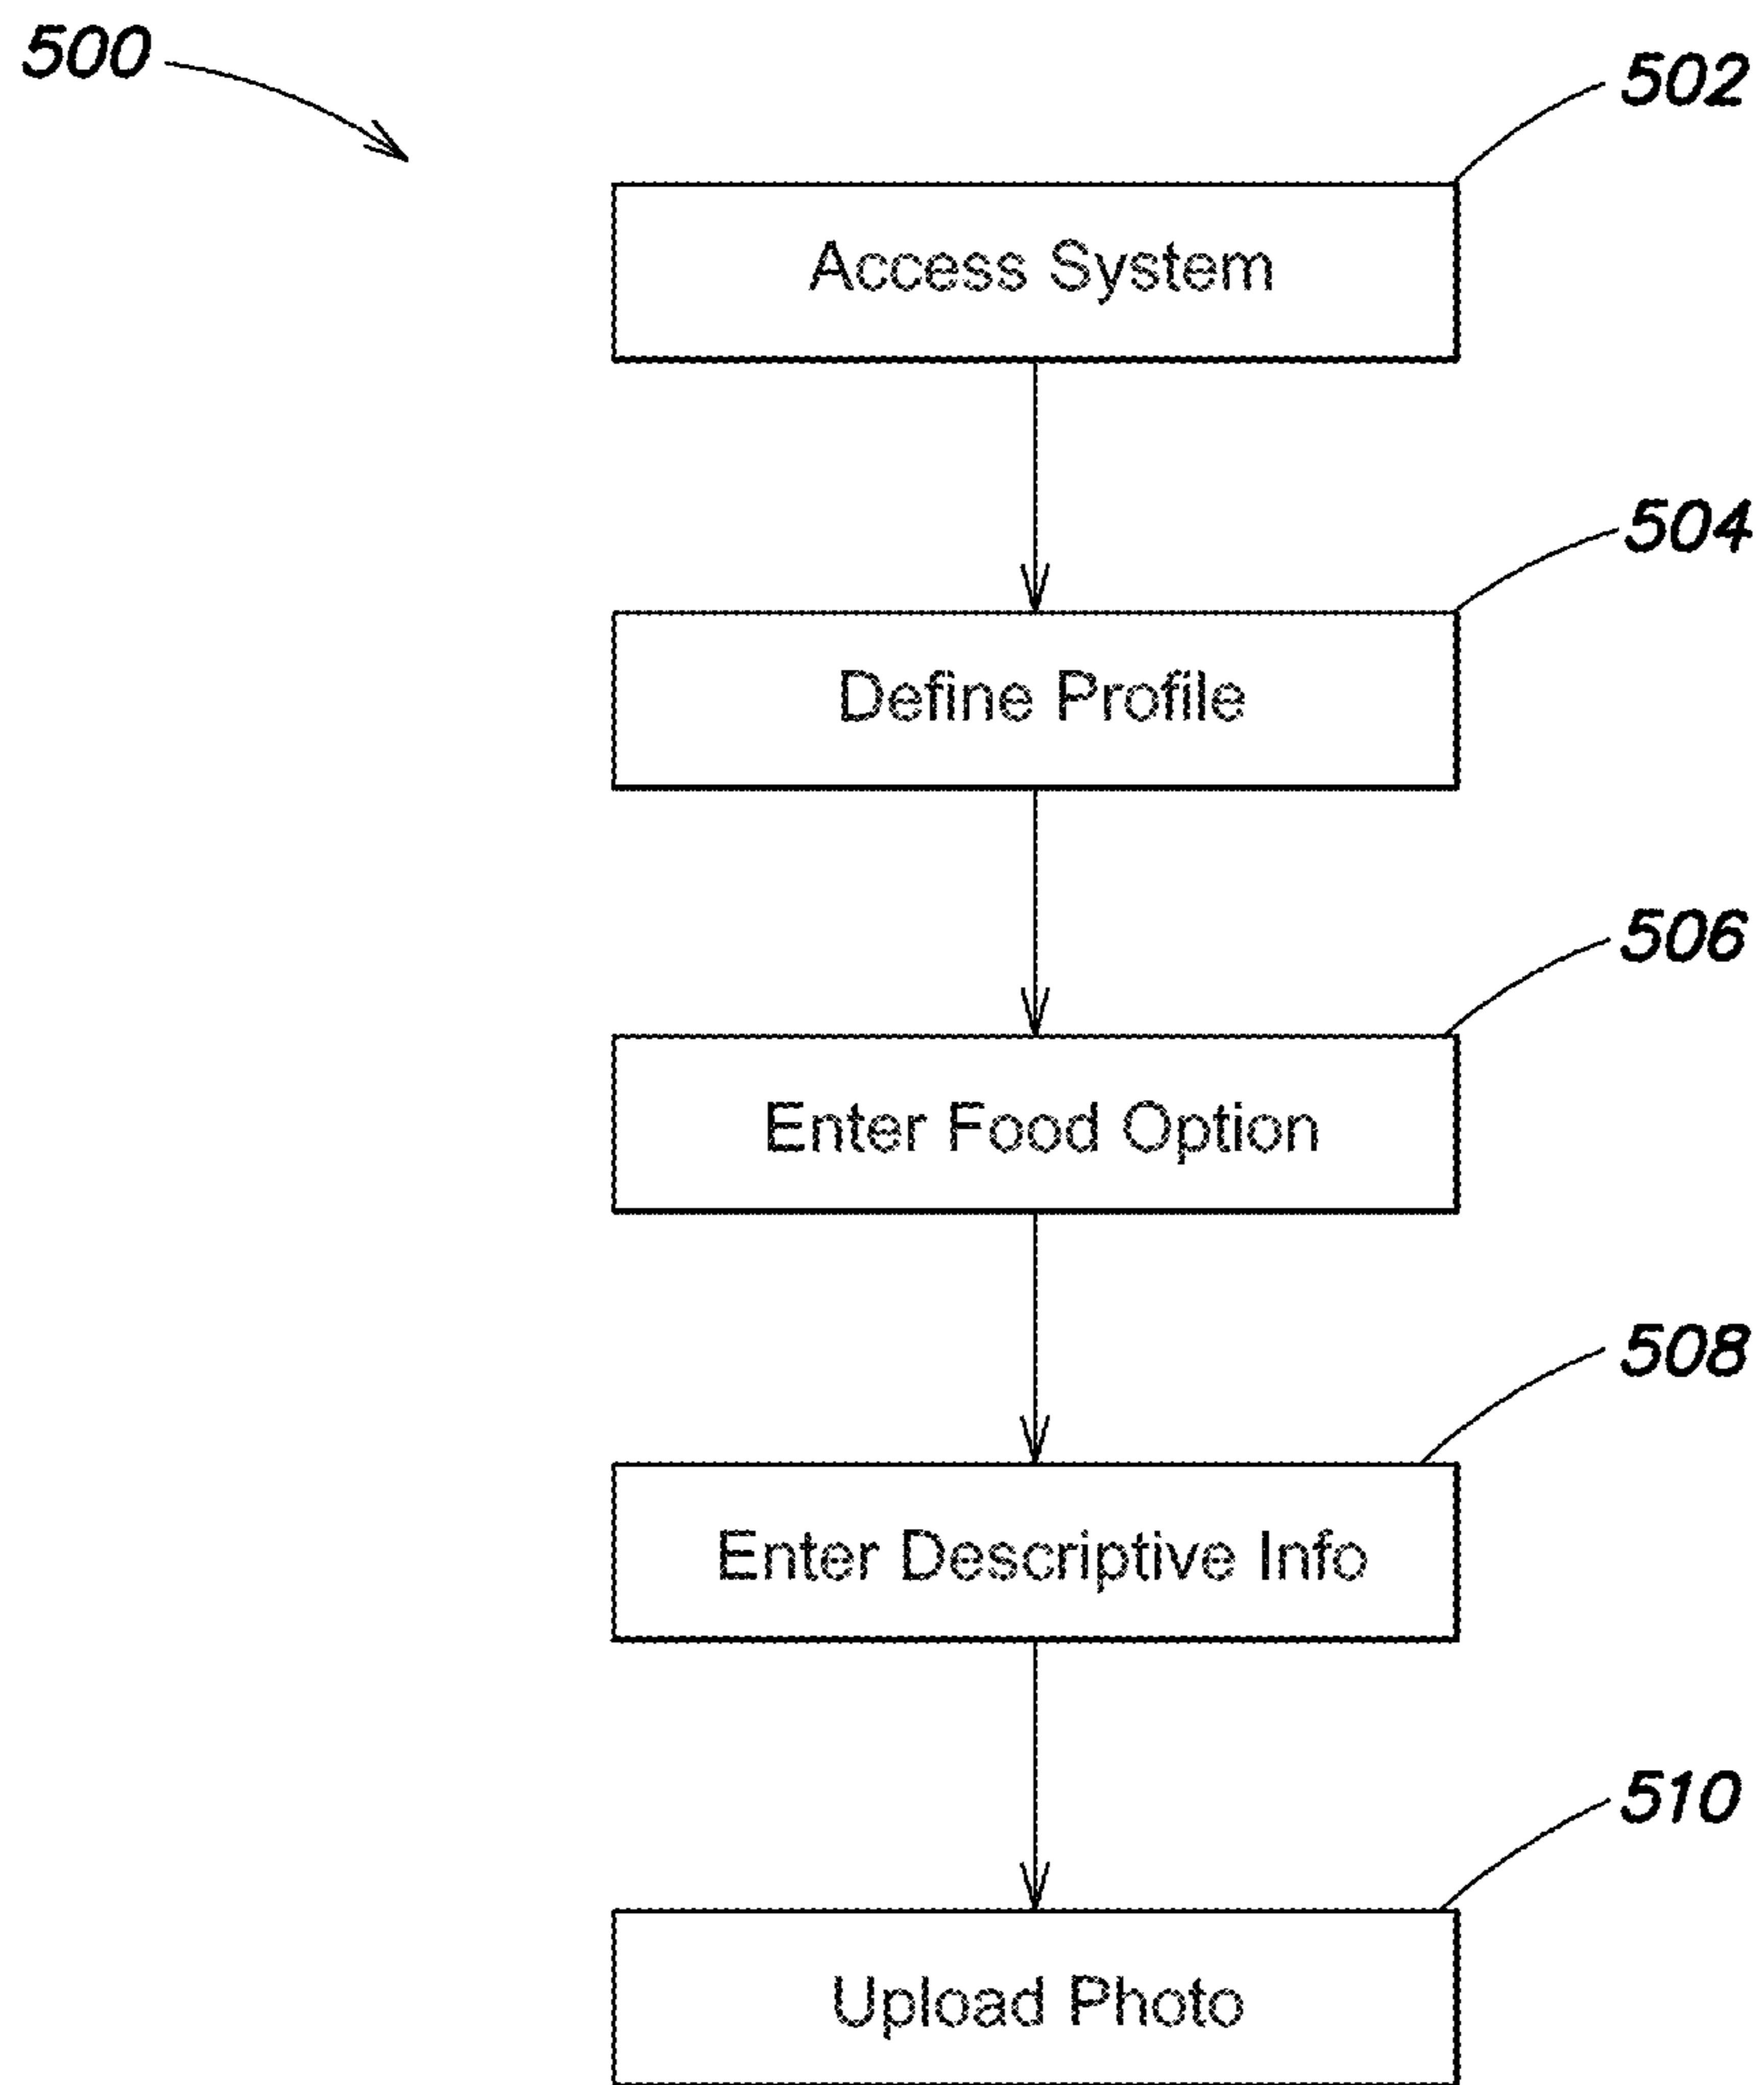 500
502
Access System
504
Define Profile
506
Enter Food Option
508
Enter Descriptive Info
510
Upload Photo